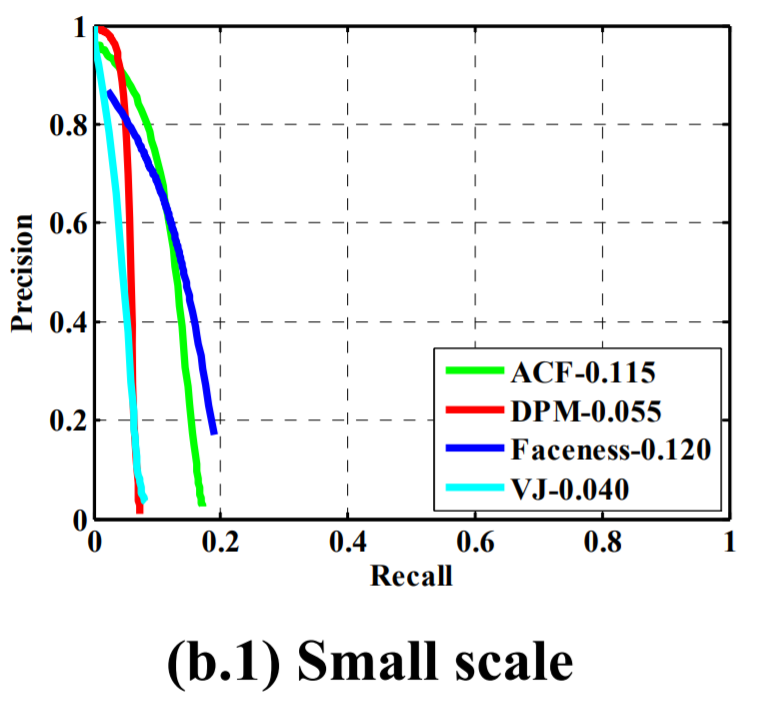 1
0.8
0.6
0.4
0.2
0
Precision
ACF-0.115
DPM-0.055
Faceness-0.120
VJ-0.040
0 0.2 0.4 0.6 0.8 1
Recall
(b.1) Small scale